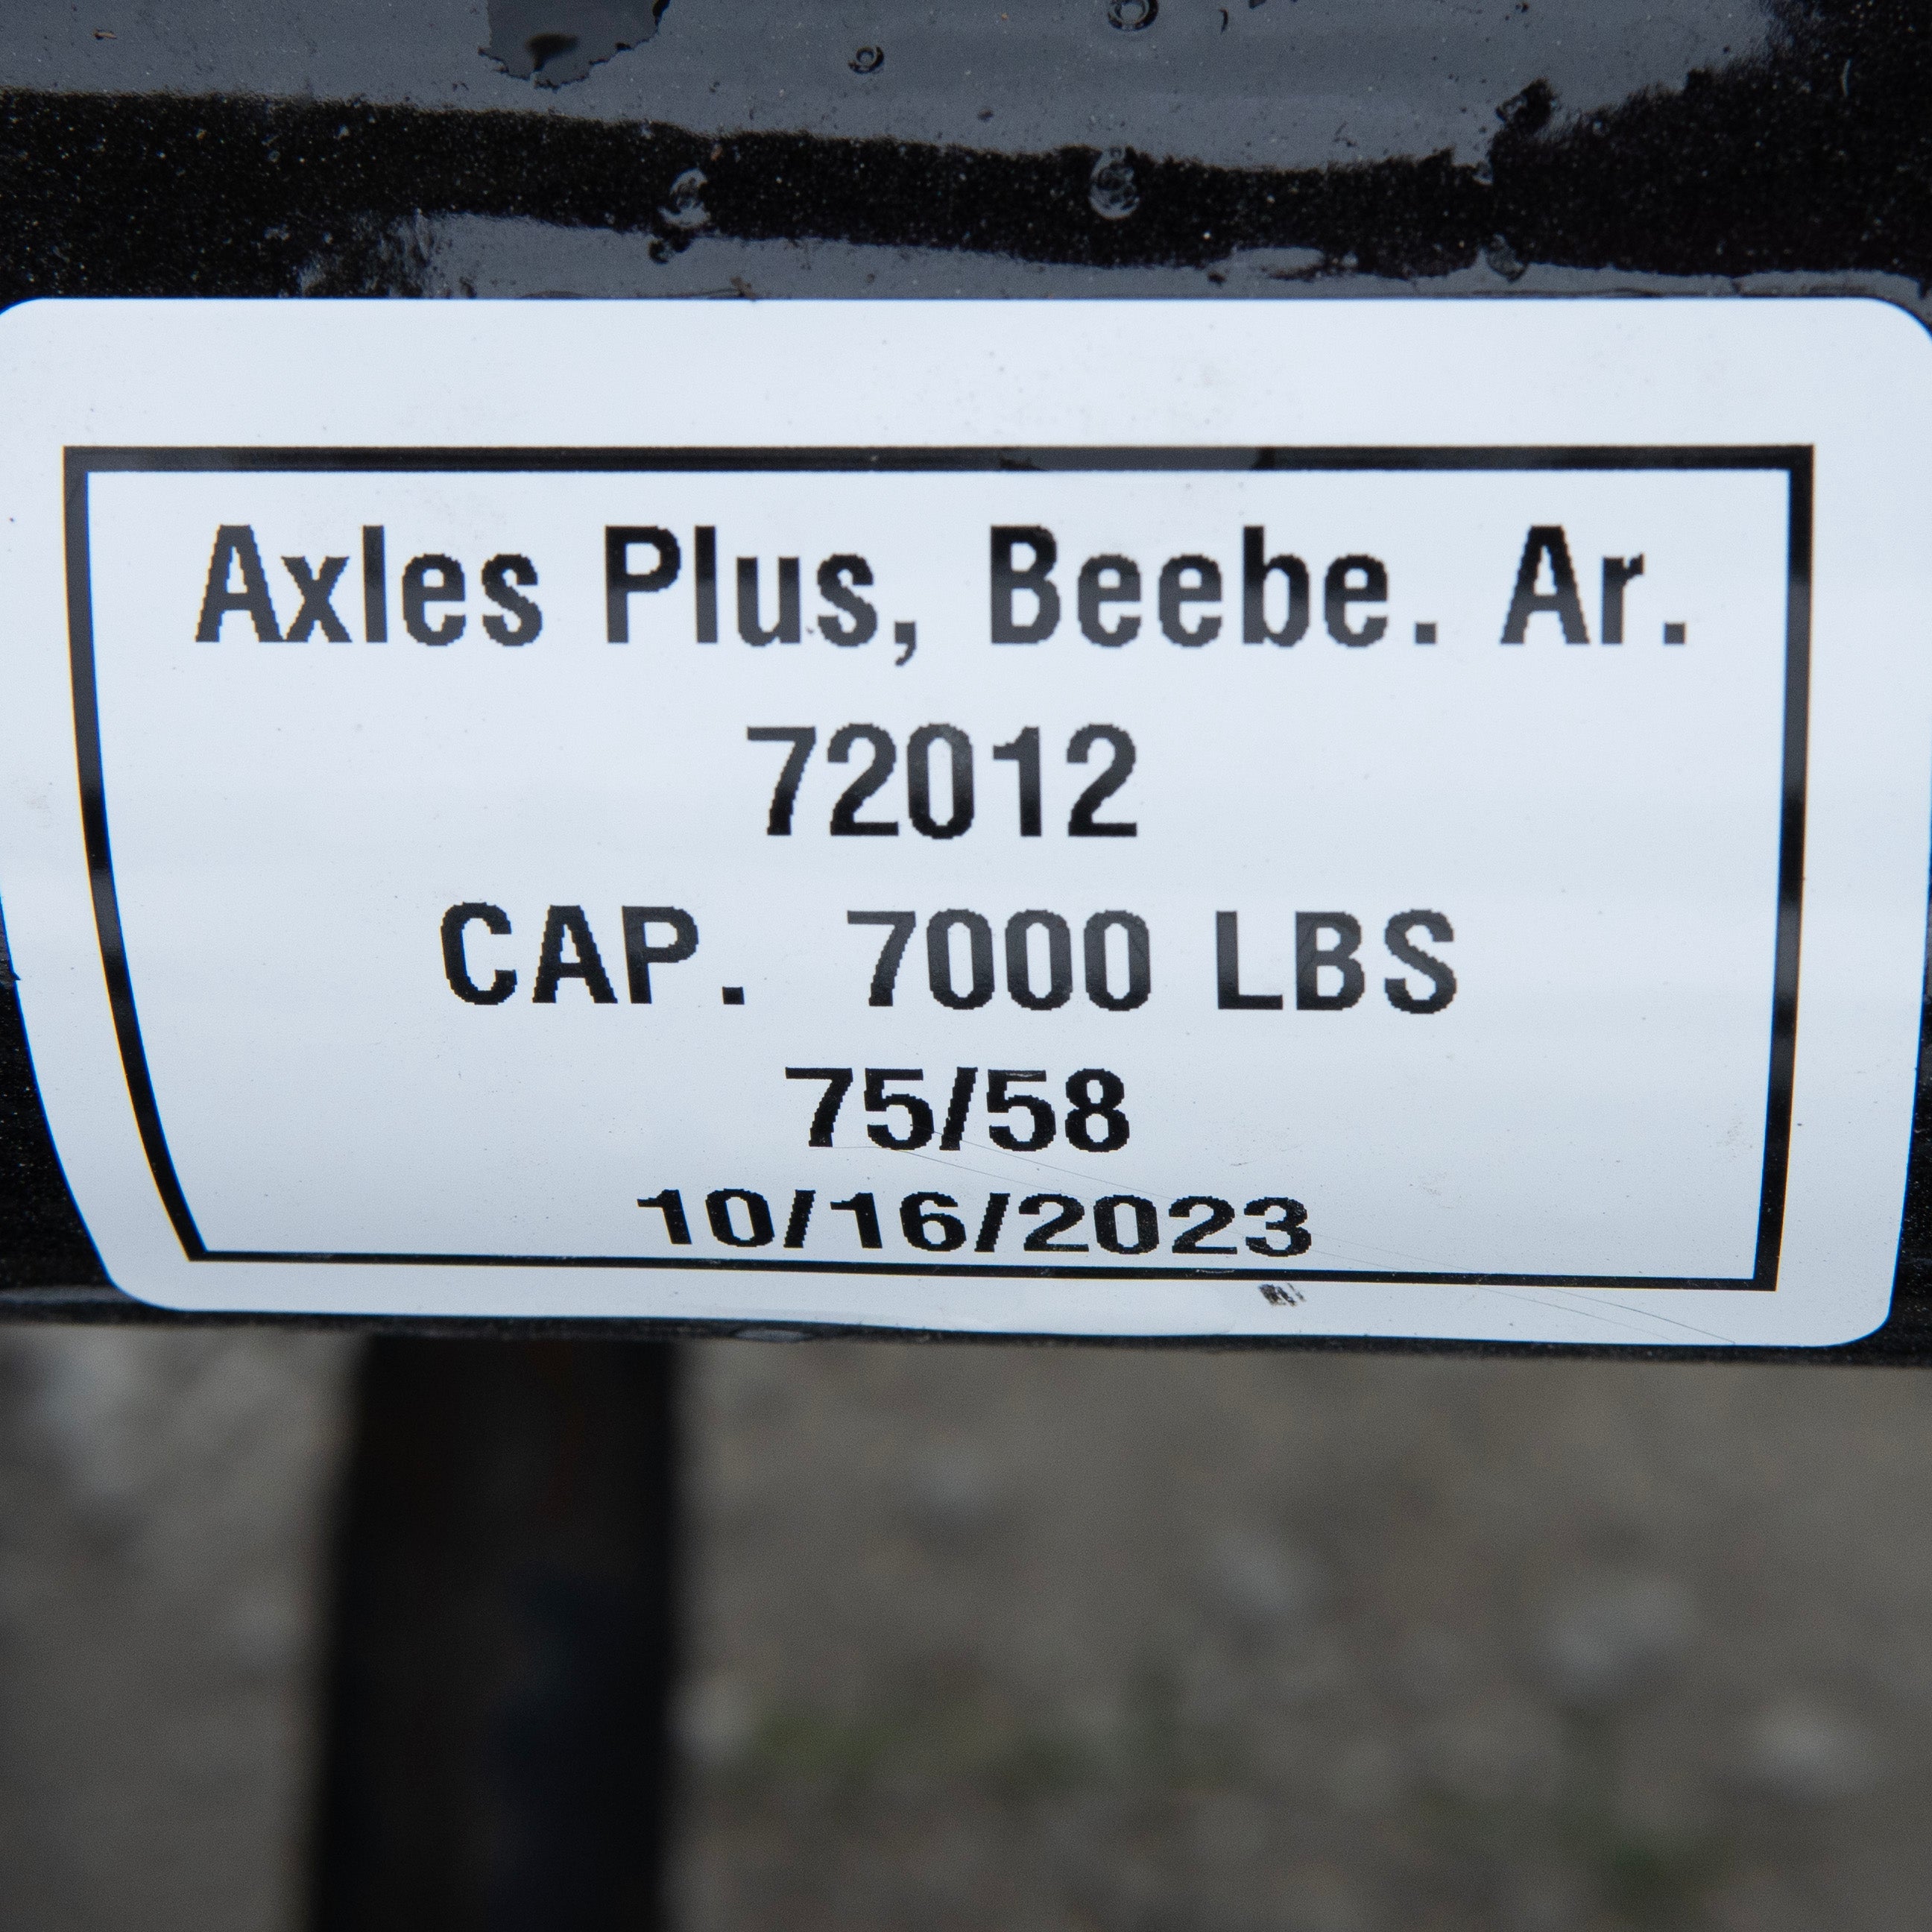 Axles Plus, Beebe. Ar.
72012
CAP. 7000 LBS
75/58
10/16/2023